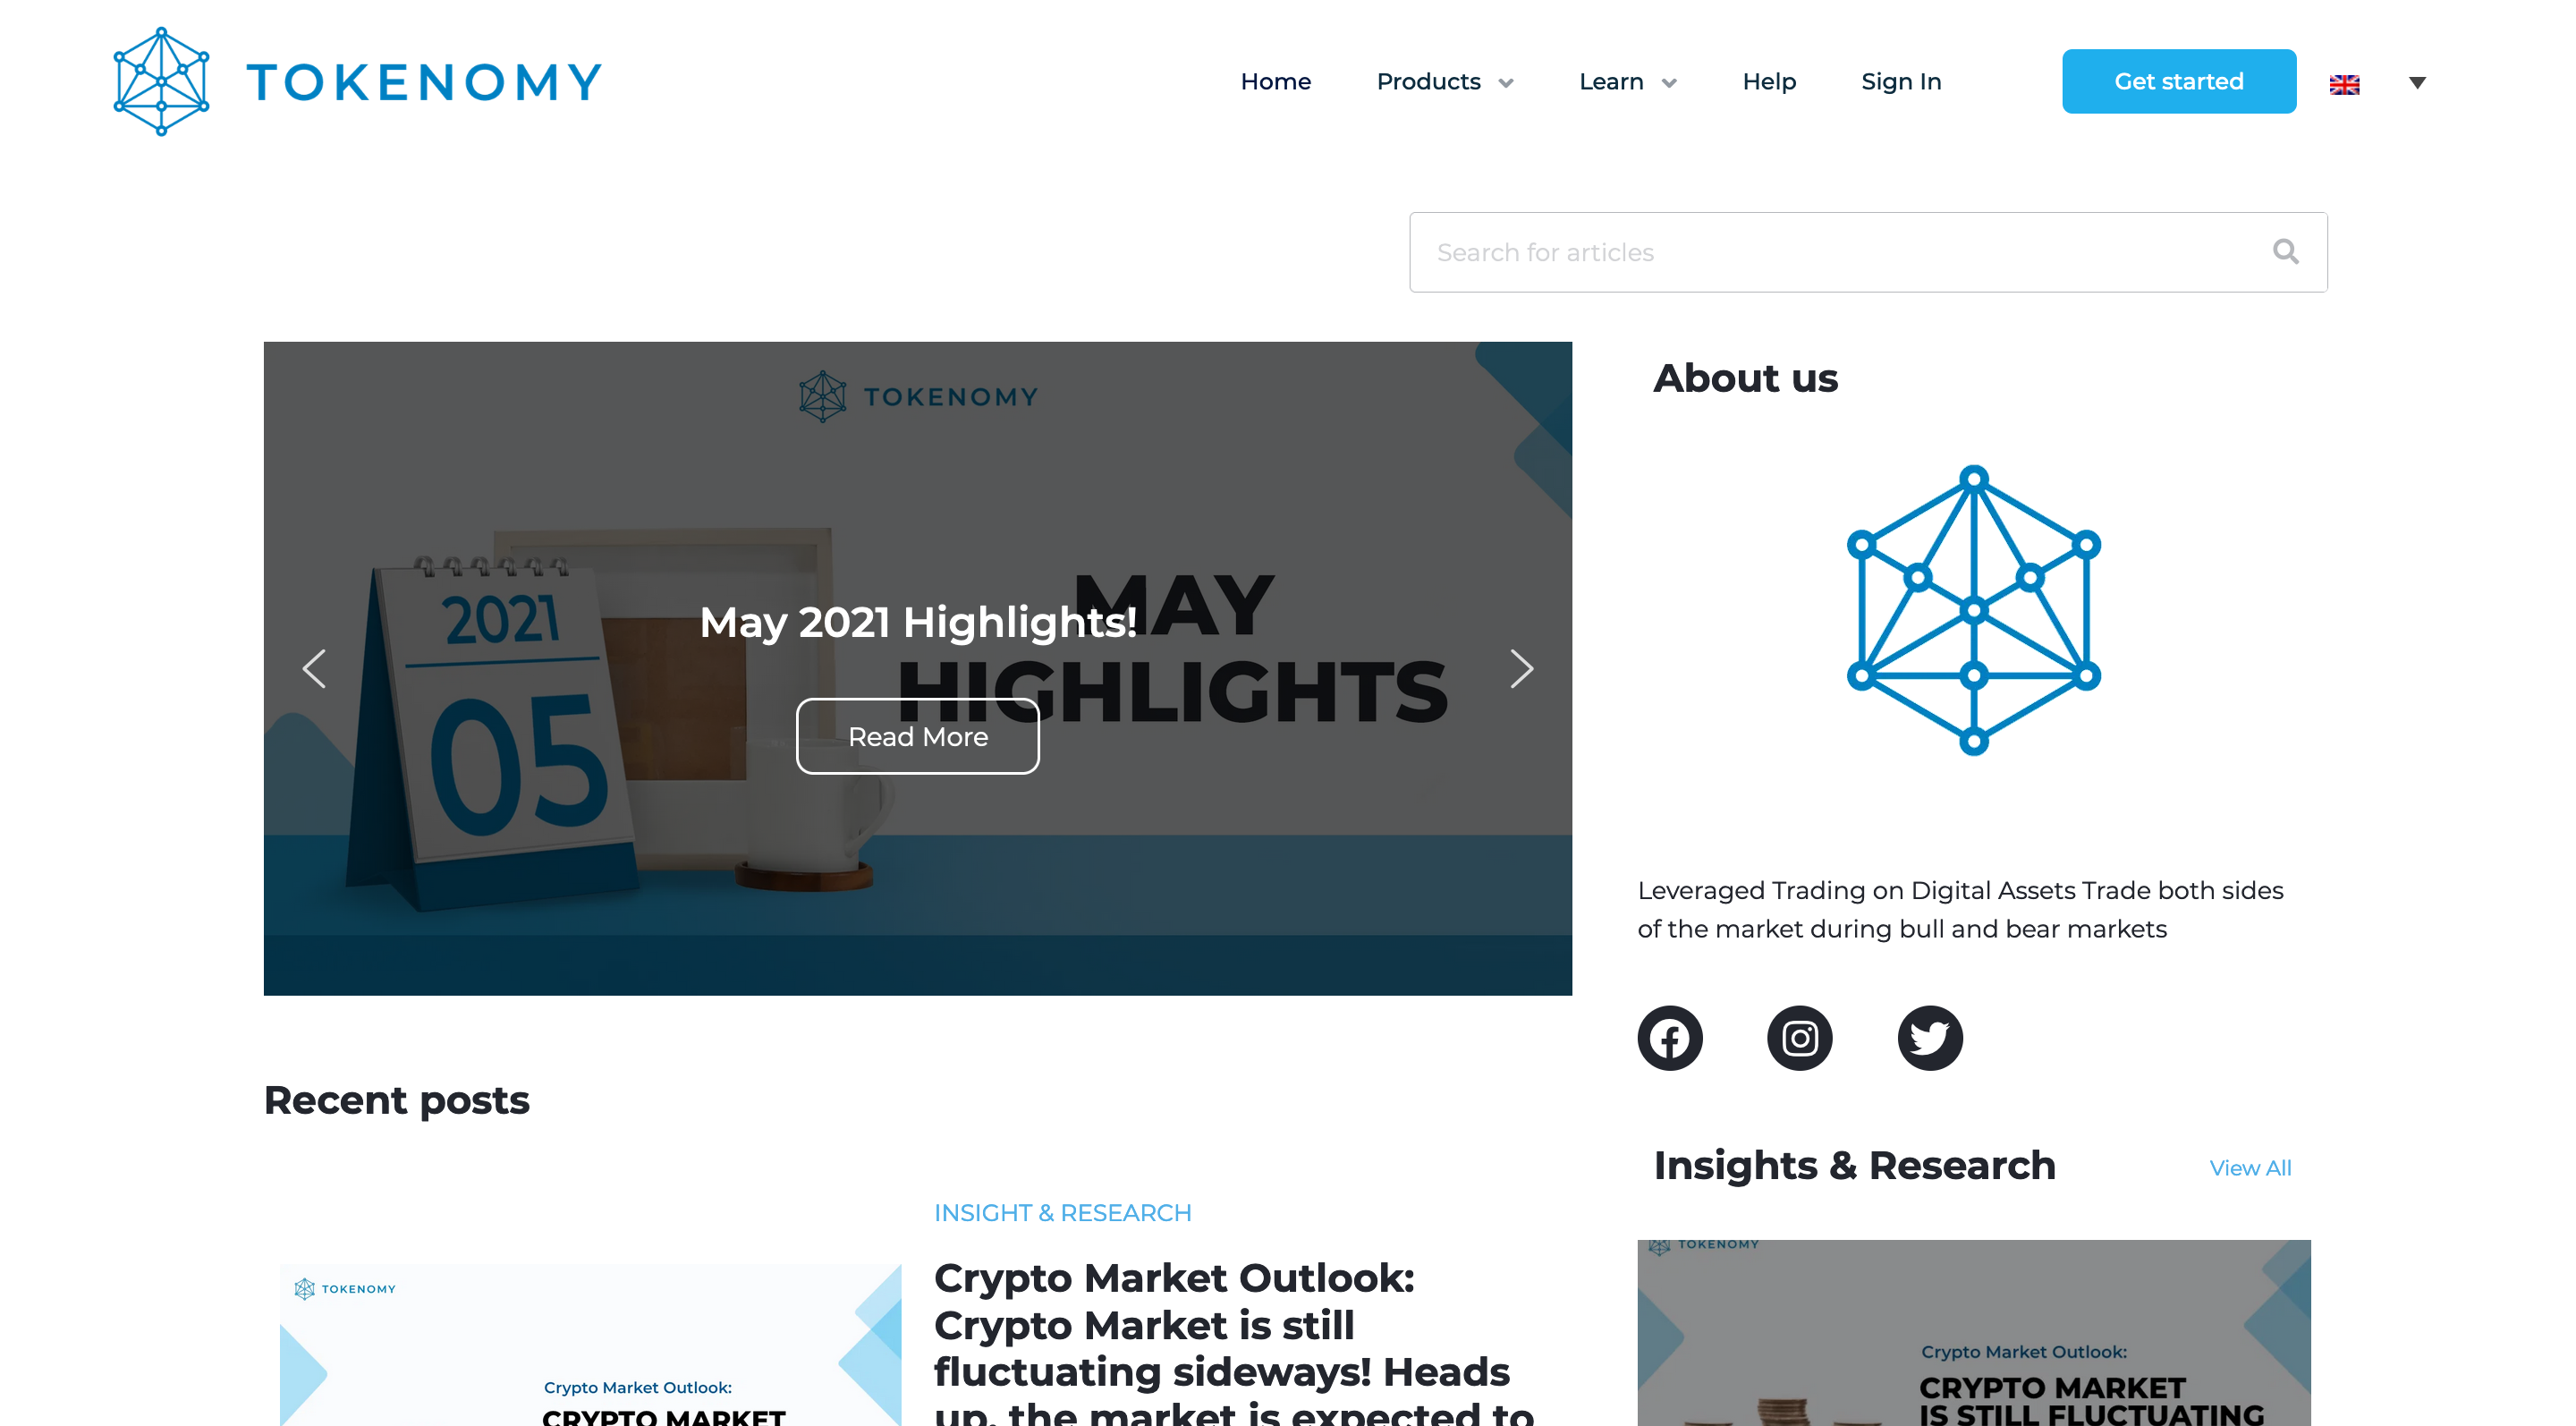 TOKENOMY
Home
Products
Learn
Help
Sign In
Get started
Search for articles
TOKENOMY
2021
05
MAY
HIGHLIGHTS
May 2021 Highlights!
Read More
About us
Leveraged Trading on Digital Assets Trade both sides
of the market during bull and bear markets
Recent posts
TOKENOMY
Crypto Market Outlook:
CRYPTO MARKET
INSIGHT & RESEARCH
Crypto Market Outlook:
Crypto Market is still
fluctuating sideways! Heads
up, the market is expected to
Insights & Research
View All
TOKENOMY
Crypto Market Outlook:
CRYPTO MARKET
IS STILL FLUCTUATING